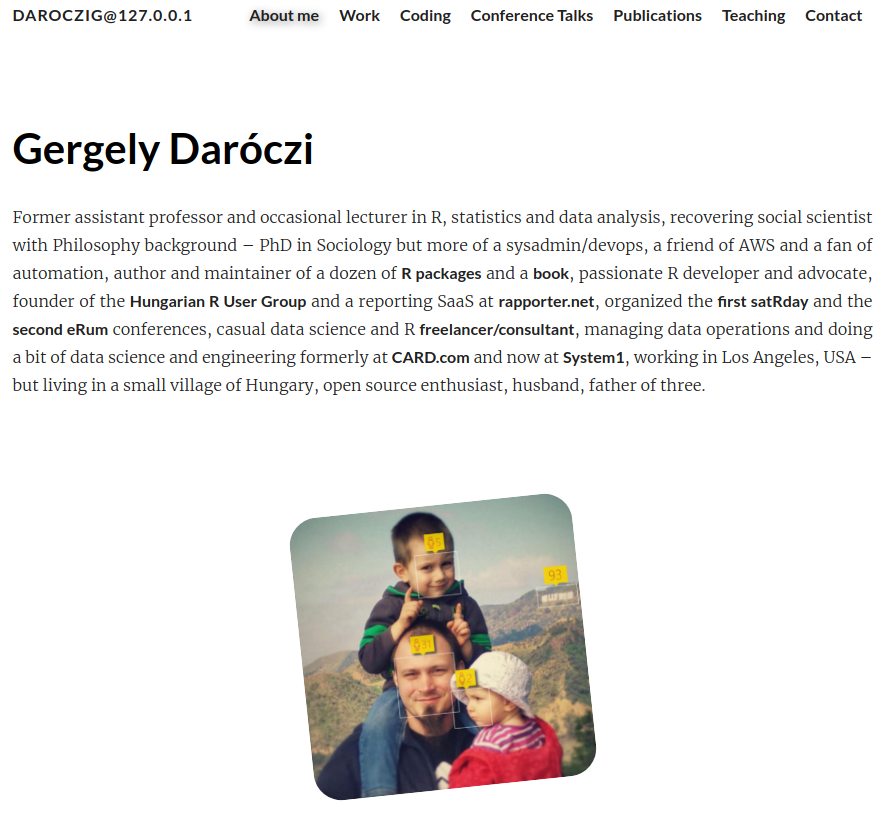 DAROCZIG@127.0.0.1 About me Work Coding Conference Talks Publications Teaching Contact
Gergely Daróczi
Former assistant professor and occasional lecturer in R, statistics and data analysis, recovering social scientist
with Philosophy background – PhD in Sociology but more of a sysadmin/devops, a friend of AWS and a fan of
automation, author and maintainer of a dozen of R packages and a book, passionate R developer and advocate,
founder of the Hungarian R User Group and a reporting SaaS at rapporter.net, organized the first satRday and the
second eRum conferences, casual data science and R freelancer/consultant, managing data operations and doing
a bit of data science and engineering formerly at CARD.com and now at System1, working in Los Angeles, USA –
but living in a small village of Hungary, open source enthusiast, husband, father of three.
5
93
31
2